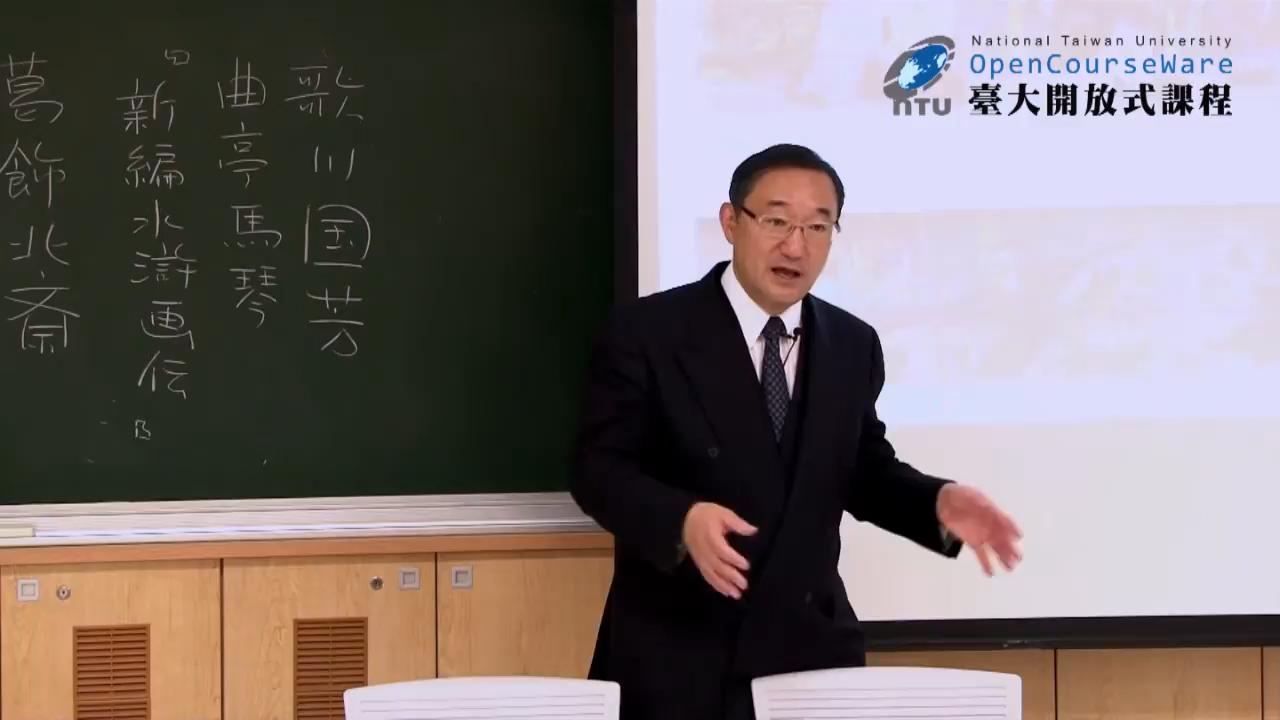 歌川国芳
曲亭馬琴
『新編水滸画伝』
葛飾北斎
National Taiwan University
OpenCourseWare
臺大開放式課程
NTU